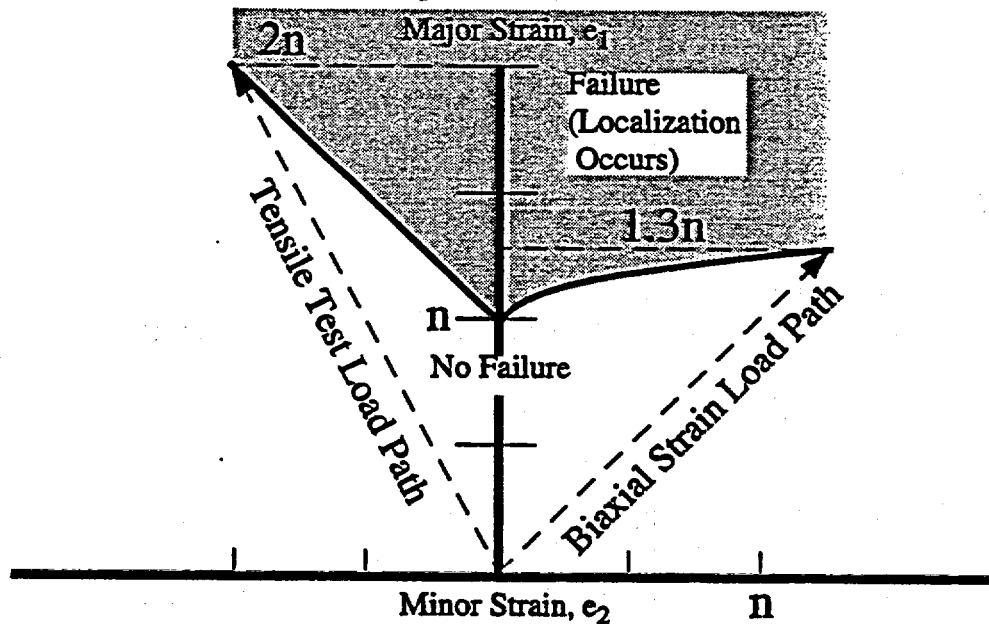 Major Strain, e1
2n
Failure
(Localization
Occurs)
1.3n
Tensile Test Load Path
n
No Failure
Biaxial Strain Load Path
n
Minor Strain, e2